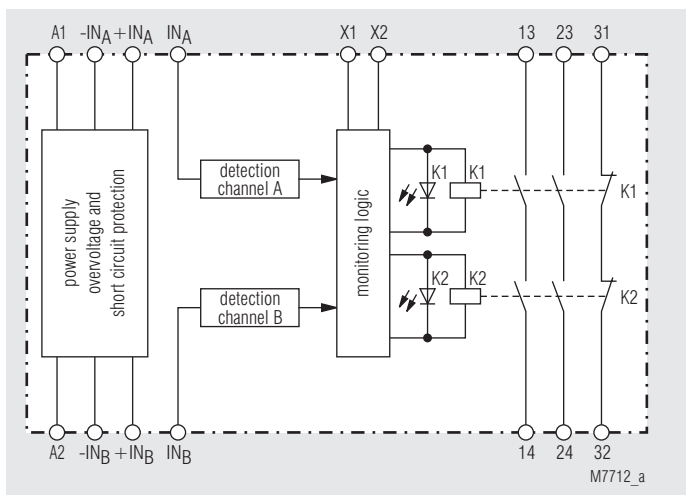 A1 -INA +INA INA X1 X2 13 23 31
power supply
overvoltage and
short circuit protection
detection
channel A
monitoring logic
K1 K1
K1
detection
channel B
K2 K2
K2
A2 -INB +INB INB 14 24 32
M7712_a